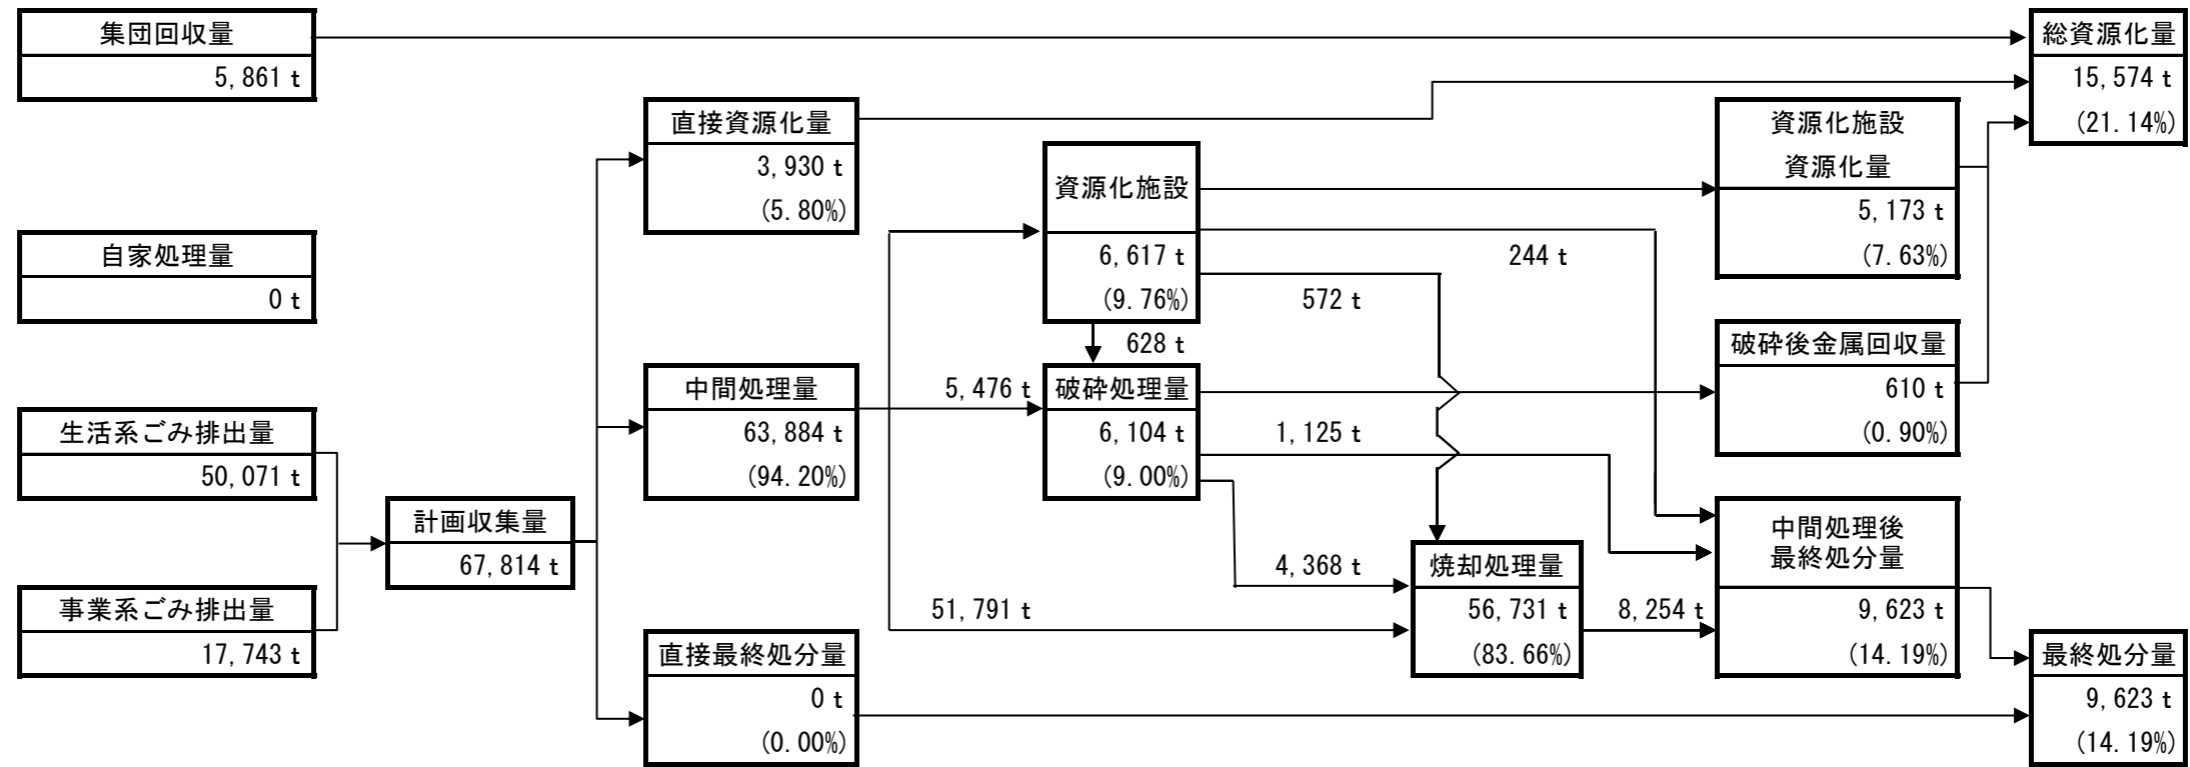 集団回収量
5,861 t
自家処理量
0 t
生活系ごみ排出量
50,071 t
事業系ごみ排出量
17,743 t
計画収集量
67,814 t
直接資源化量
3,930 t
(5.80%)
中間処理量
63,884 t
(94.20%)
直接最終処分量
0 t
(0.00%)
5,476 t
51,791 t
資源化施設
6,617 t
(9.76%)
628 t
破砕処理量
6,104 t
(9.00%)
244 t
572 t
1,125 t
4,368 t
焼却処理量
56,731 t
(83.66%)
8,254 t
資源化施設
資源化量
5,173 t
(7.63%)
破砕後金属回収量
610 t
(0.90%)
中間処理後
最終処分量
9,623 t
(14.19%)
総資源化量
15,574 t
(21.14%)
最終処分量
9,623 t
(14.19%)